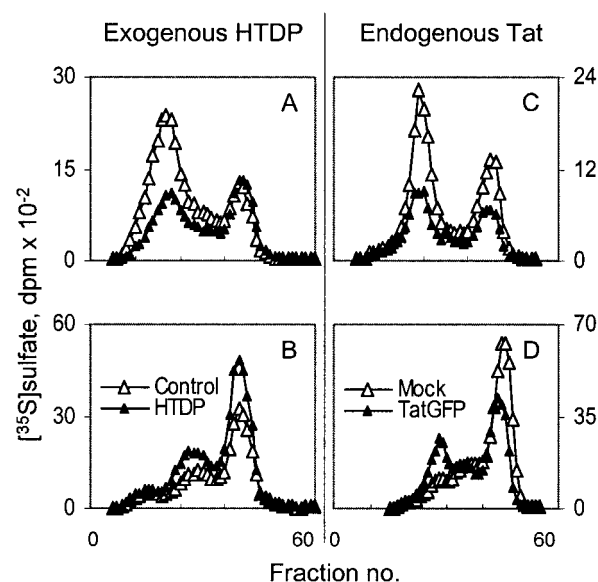 Exogenous HTDP
Endogenous Tat
30
A
C
24
15
12
0
0
[³⁵S]sulfate, dpm x 10⁻²
60
B
D
70
Control
HTDP
Mock
TatGFP
30
35
0
0
0
60
0
60
Fraction no.